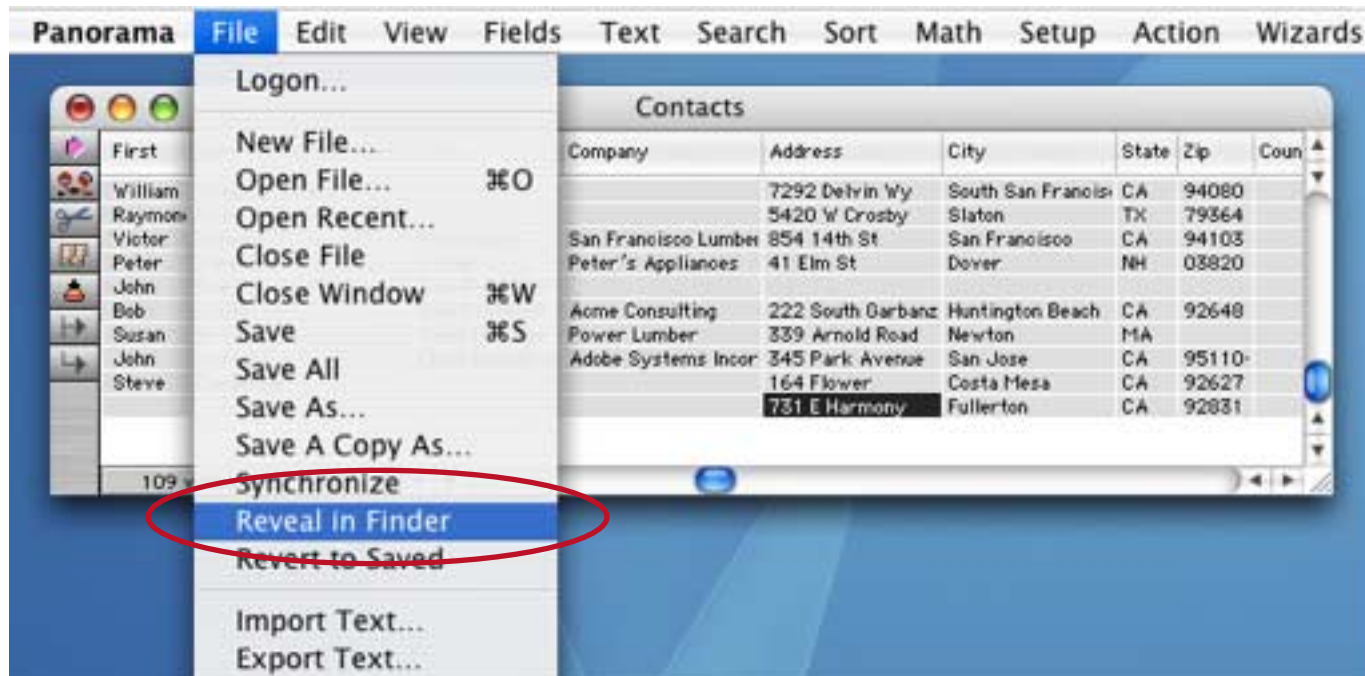 Panorama File Edit View Fields Text Search Sort Math Setup Action Wizards
Logon...
New File...
Open File... ⌘O
Open Recent...
Close File
Close Window ⌘W
Save ⌘S
Save All
Save As...
Save A Copy As...
Synchronize
Reveal in Finder
Revert to Saved
Import Text...
Export Text...
Contacts
First Company Address City State Zip Coun
William 7292 Delvin Wy South San Francis CA 94080
Raymon 5420 W Crosby Slaton TX 79364
Victor San Francisco Lumber 854 14th St San Francisco CA 94103
Peter Peter's Appliances 41 Elm St Dover NH 03820
John
Bob Acme Consulting 222 South Garbanz Huntington Beach CA 92648
Susan Power Lumber 339 Arnold Road Newton MA
John Adobe Systems Incor 345 Park Avenue San Jose CA 95110-
Steve 164 Flower Costa Mesa CA 92627
731 E Harmony Fullerton CA 92831
109